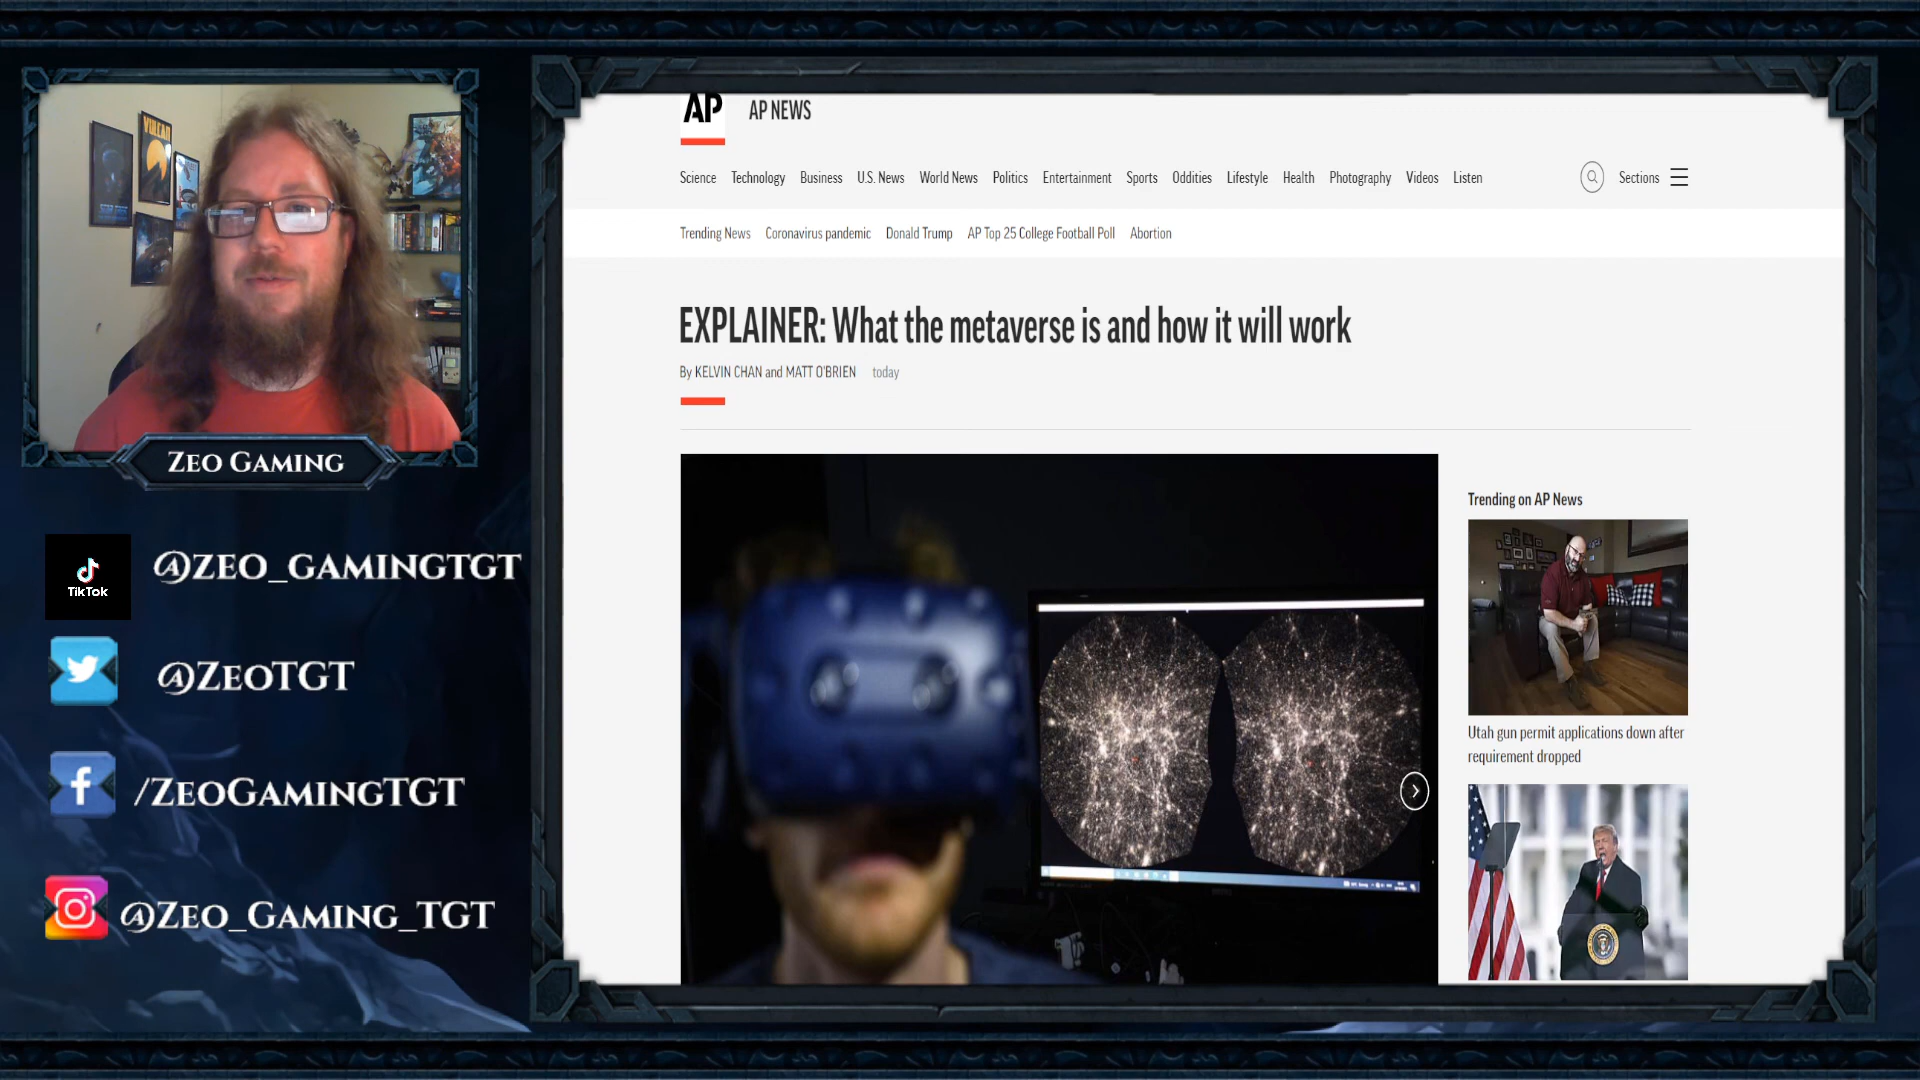 VULCAN
ZEO GAMING
TikTok
@ZEO_GAMINGTGT
@ZEOTGT
/ZEOGAMINGTGT
@ZEO_GAMING_TGT
AP
AP NEWS
Science Technology Business U.S. News World News Politics Entertainment Sports Oddities Lifestyle Health Photography Videos Listen
Sections
Trending News Coronavirus pandemic Donald Trump AP Top 25 College Football Poll Abortion
EXPLAINER: What the metaverse is and how it will work
By KELVIN CHAN and MATT O'BRIEN today
Trending on AP News
Utah gun permit applications down after
requirement dropped